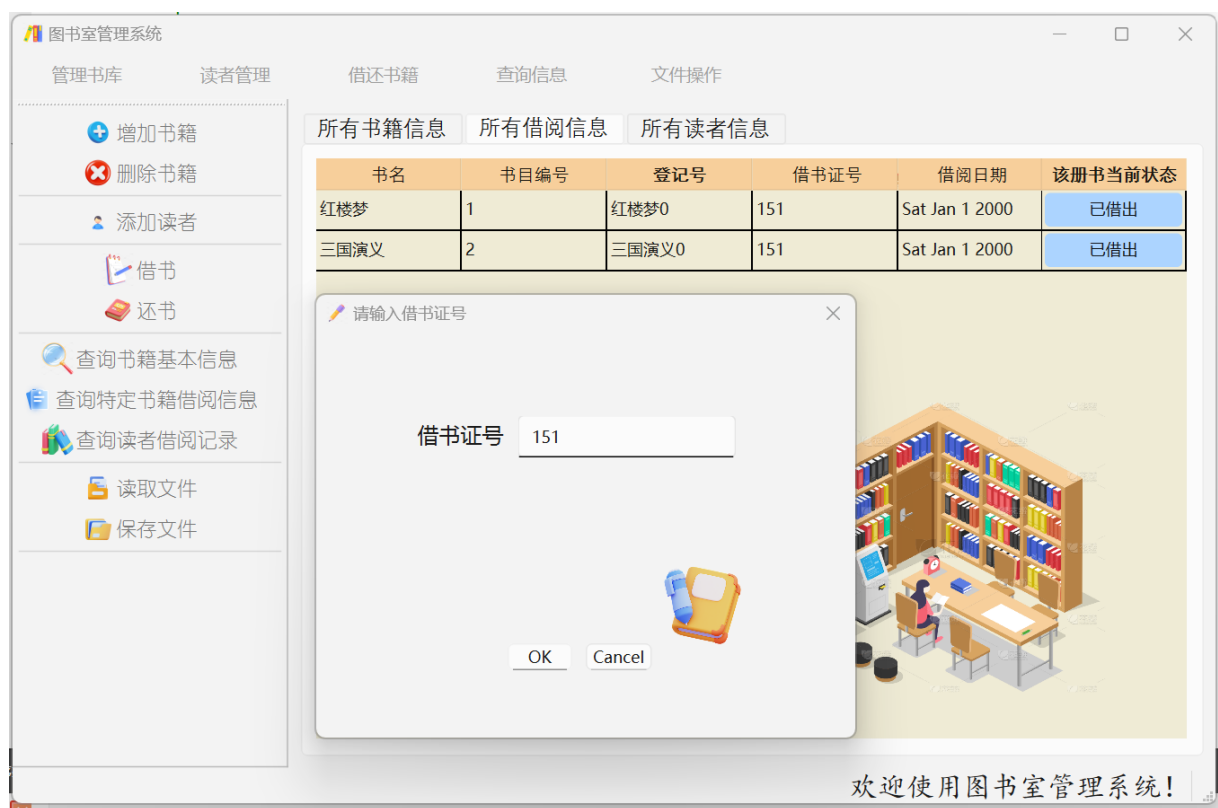 图书室管理系统
管理书库 读者管理 借还书籍 查询信息 文件操作
增加书籍
删除书籍
添加读者
借书
还书
查询书籍基本信息
查询特定书籍借阅信息
查询读者借阅记录
读取文件
保存文件
所有书籍信息 所有借阅信息 所有读者信息
书名 书目编号 登记号 借书证号 借阅日期 该册书当前状态
红楼梦 1 红楼梦0 151 Sat Jan 1 2000 已借出
三国演义 2 三国演义0 151 Sat Jan 1 2000 已借出
请输入借书证号
借书证号 151
OK Cancel
欢迎使用图书室管理系统!